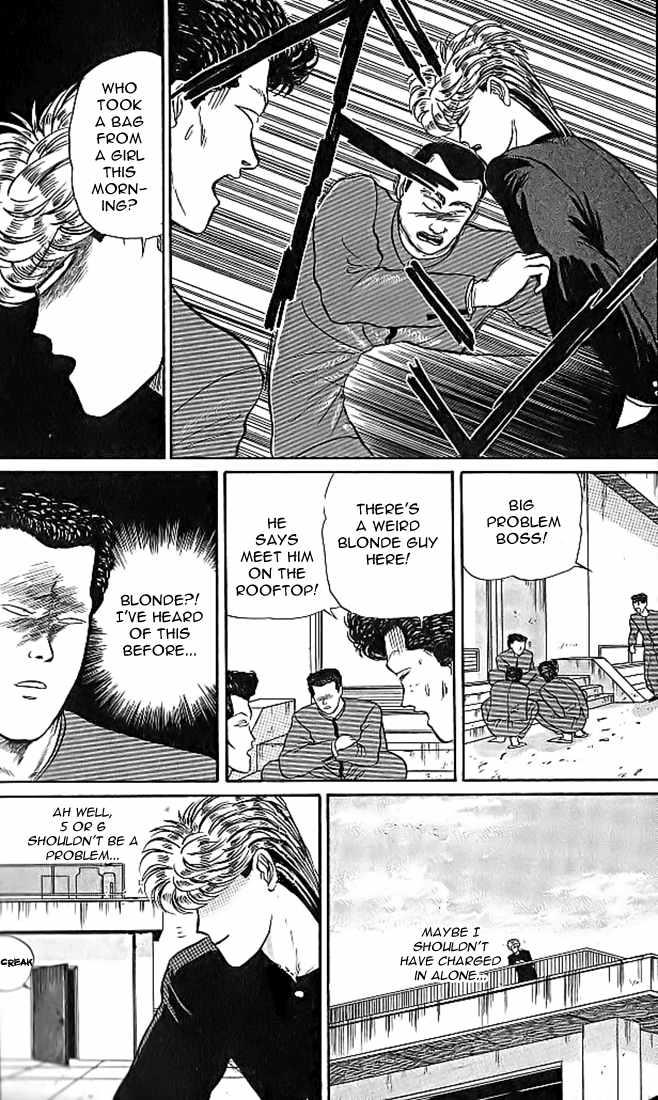 WHO
TOOK
A BAG
FROM
A GIRL
THIS
MORN-
ING?
BIG
PROBLEM
BOSS!
THERE'S
A WEIRD
BLONDE GUY
HERE!
HE
SAYS
MEET HIM
ON THE
ROOFTOP!
BLONDE?!
I'VE HEARD
OF THIS
BEFORE...
MAYBE I
SHOULDN'T
HAVE CHARGED
IN ALONE...
AH WELL,
5 OR 6
SHOULDN'T BE A
PROBLEM...
CREAK